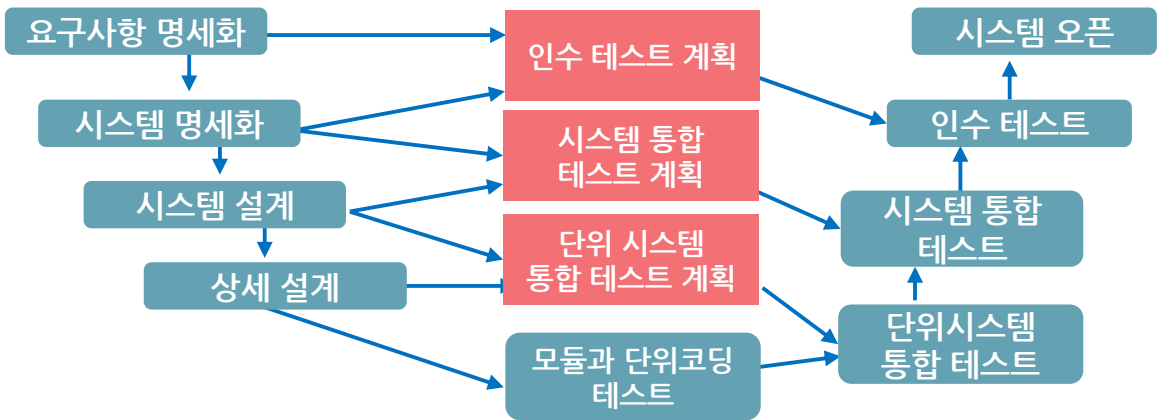 요구사항 명세화
시스템 명세화
시스템 설계
상세 설계
인수 테스트 계획
시스템 통합
테스트 계획
단위 시스템
통합 테스트 계획
모듈과 단위코딩
테스트
시스템 오픈
인수 테스트
시스템 통합
테스트
단위시스템
통합 테스트